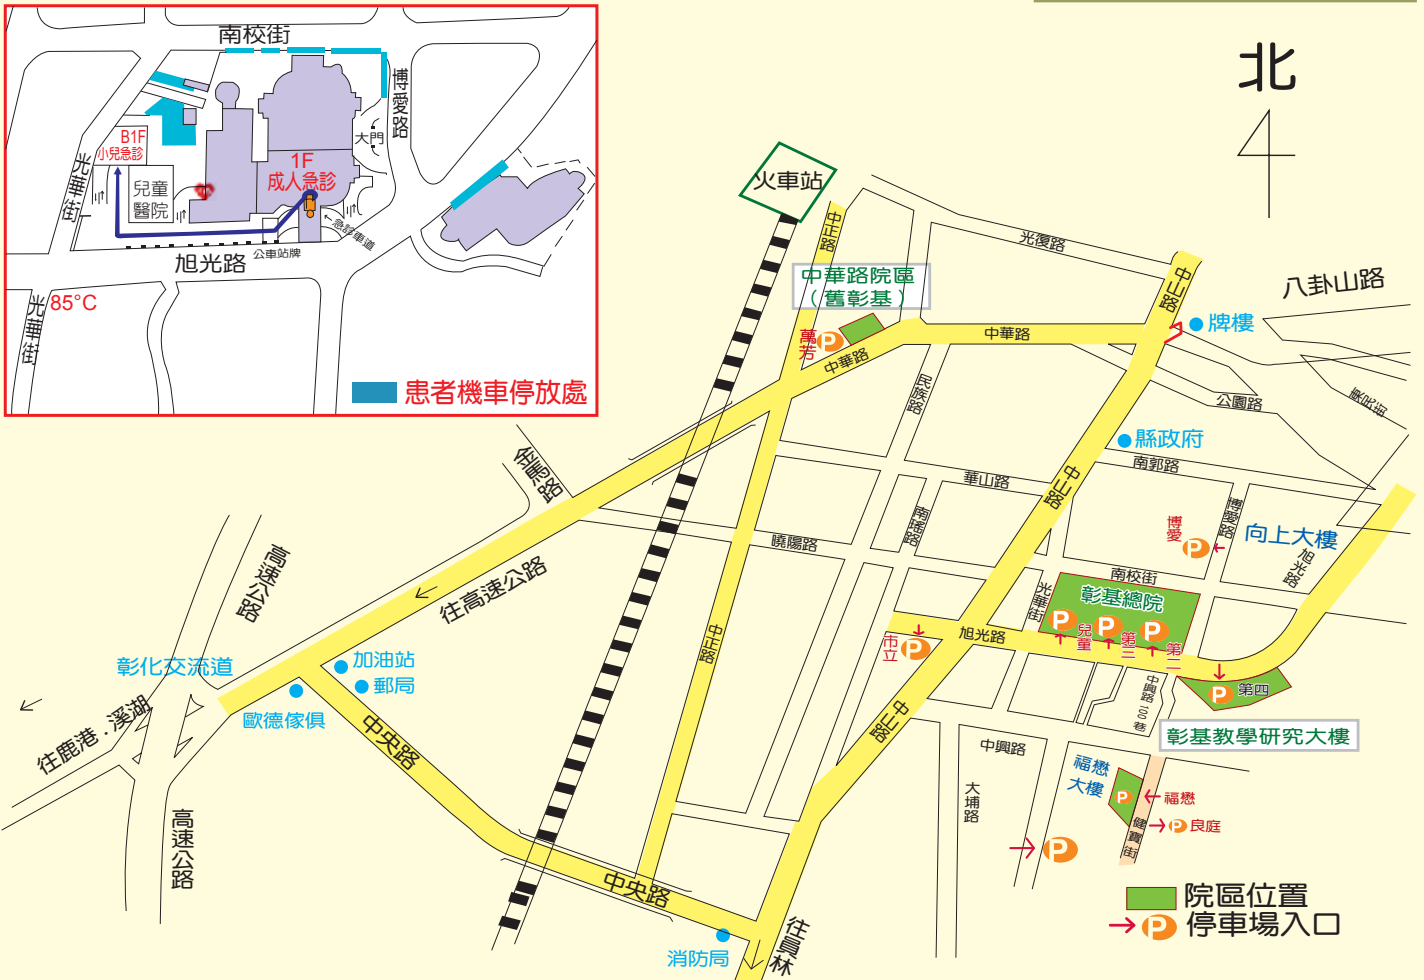 南校街
博愛路
大門
B1F
小兒急診
1F
成人急診
兒童
醫院
光華街
←急診車道
公車站牌
旭光路
光華街
85°C
患者機車停放處
北
火車站
中正路
光復路
中山路
八卦山路
牌樓
中華路院區
(舊彰基)
萬芳
P
中華路
中華路
民族路
公園路
縣政府
南郭路
華山路
中山路
金馬路
南瑤路
曉陽路
博愛路
博愛
P
向上大樓
旭光路
高速公路
往高速公路
南校街
光華街
彰基總院
P
P
P
兒童
第三
第二
旭光路
市立
P
中正路
彰化交流道
加油站
郵局
歐德傢俱
中央路
往鹿港.溪湖
高速公路
中山路
中興路100巷
P
第四
彰基教學研究大樓
中興路
福懋
大樓
P
福懋
P
良庭
健寶街
大埔路
P
中央路
消防局
往員林
院區位置
P
停車場入口